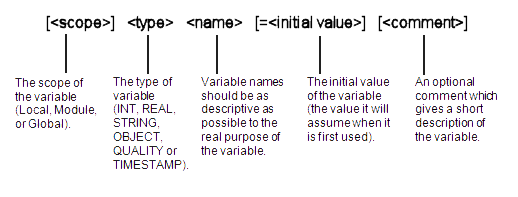 [<scope>] <type> <name> [=<initial value>] [<comment>]
The scope of
the variable
(Local, Module,
or Global).
The type of
variable
(INT, REAL,
STRING,
OBJECT,
QUALITY or
TIMESTAMP).
Variable names
should be as
descriptive as
possible to the
real purpose of
the variable.
The initial value
of the variable
(the value it will
assume when it
is first used).
An optional
comment which
gives a short
description of
the variable.